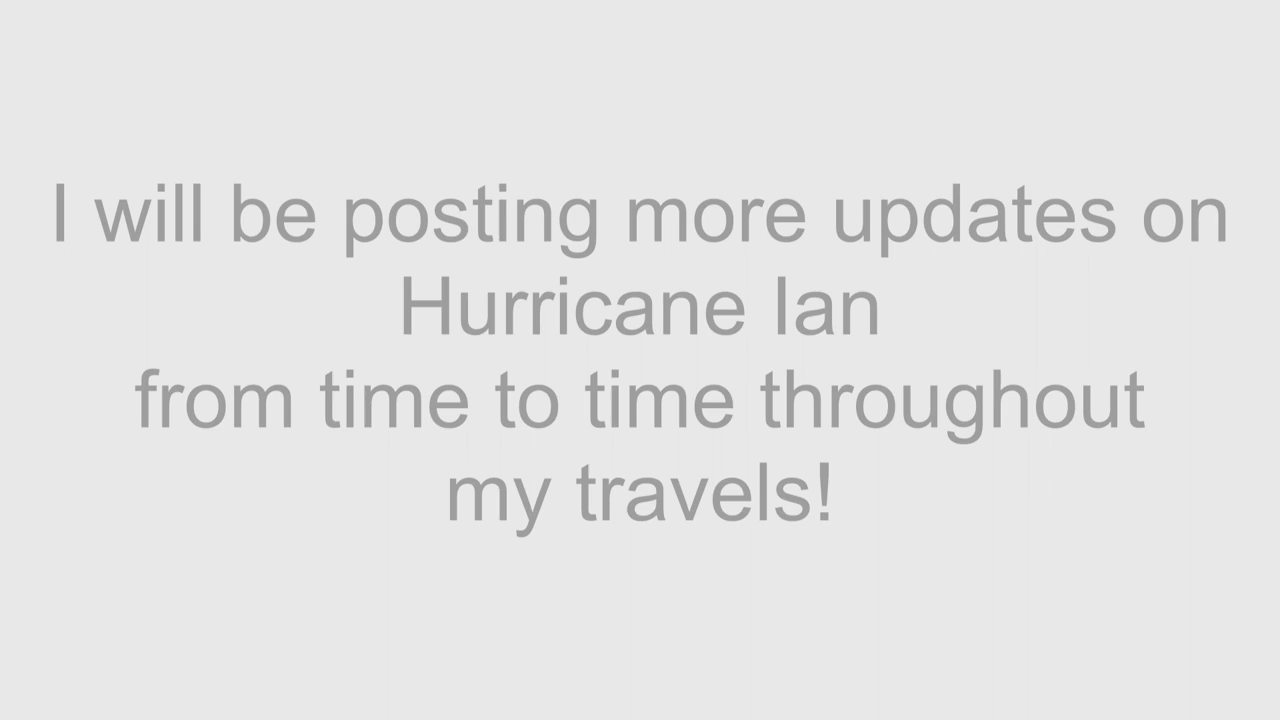 I will be posting more updates on
Hurricane Ian
from time to time throughout
my travels!